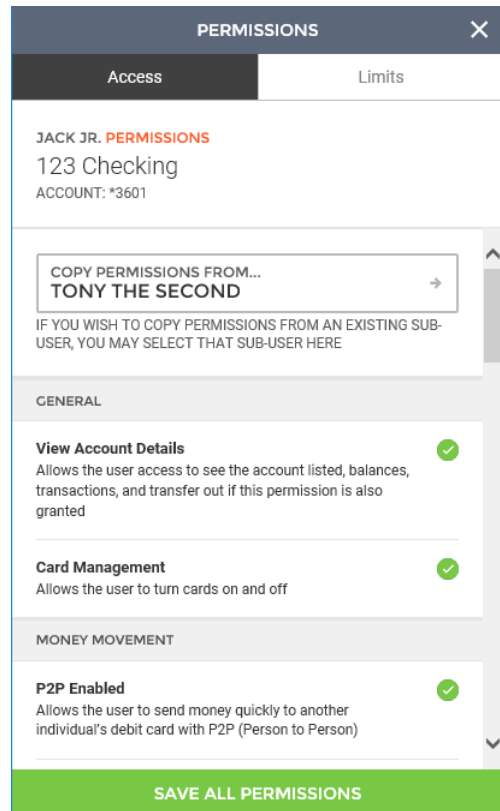 PERMISSIONS
Access
Limits
JACK JR. PERMISSIONS
123 Checking
ACCOUNT: *3601
COPY PERMISSIONS FROM...
TONY THE SECOND
IF YOU WISH TO COPY PERMISSIONS FROM AN EXISTING SUB-
USER, YOU MAY SELECT THAT SUB-USER HERE
GENERAL
View Account Details
Allows the user access to see the account listed, balances,
transactions, and transfer out if this permission is also
granted
Card Management
Allows the user to turn cards on and off
MONEY MOVEMENT
P2P Enabled
Allows the user to send money quickly to another
individual's debit card with P2P (Person to Person)
SAVE ALL PERMISSIONS